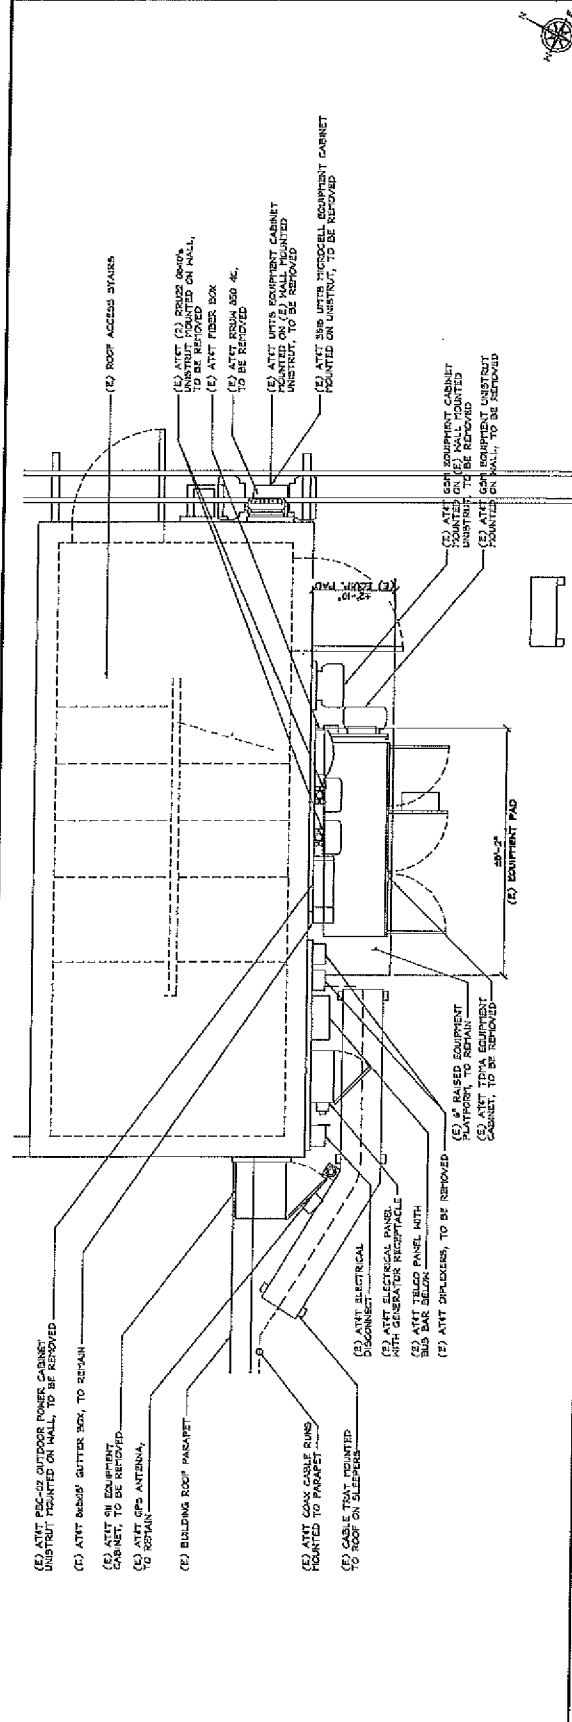 (E) AT&T PBC-02 OUTDOOR POWER CABINET
UNISTRUT MOUNTED ON WALL, TO BE REMOVED
GUTTER BOX, TO REMAIN
(E) AT&T 911 EQUIPMENT
CABINET, TO BE REMOVED
(E) AT&T GPS ANTENNA,
TO REMAIN
(E) BUILDING ROOF PARAPET
(E) AT&T COAX CABLE RUNS
MOUNTED TO PARAPET
(E) CABLE TRAY MOUNTED
TO ROOF ON SLEEPERS
(E) AT&T ELECTRICAL
DISCONNECT
(E) AT&T ELECTRICAL PANEL
WITH GENERATOR RECEPTACLE
(E) AT&T TELCO PANEL WITH
BUS BAR BELOW
(E) AT&T DIPLEXERS, TO BE REMOVED
(E) 6" RAISED EQUIPMENT
PLATFORM, TO REMAIN
(E) AT&T TDMA EQUIPMENT
CABINET, TO BE REMOVED
±8'-2"
(E) EQUIPMENT PAD
±2'-10"
(E) EQUIP. PAD
(E) AT&T GSM EQUIPMENT CABINET
MOUNTED ON (E) WALL MOUNTED
UNISTRUT, TO BE REMOVED
(E) AT&T GSM EQUIPMENT UNISTRUT
MOUNTED ON WALL, TO BE REMOVED
(E) ROOF ACCESS STAIRS
(E) AT&T (2) RRU22
UNISTRUT MOUNTED ON WALL,
TO BE REMOVED
(E) AT&T FIBER BOX
(E) AT&T RRUW 850 4C,
TO BE REMOVED
(E) AT&T UMTS EQUIPMENT CABINET
MOUNTED ON (E) WALL MOUNTED
UNISTRUT, TO BE REMOVED
(E) AT&T UMTS MICROCELL EQUIPMENT CABINET
MOUNTED ON UNISTRUT, TO BE REMOVED
N
E
W